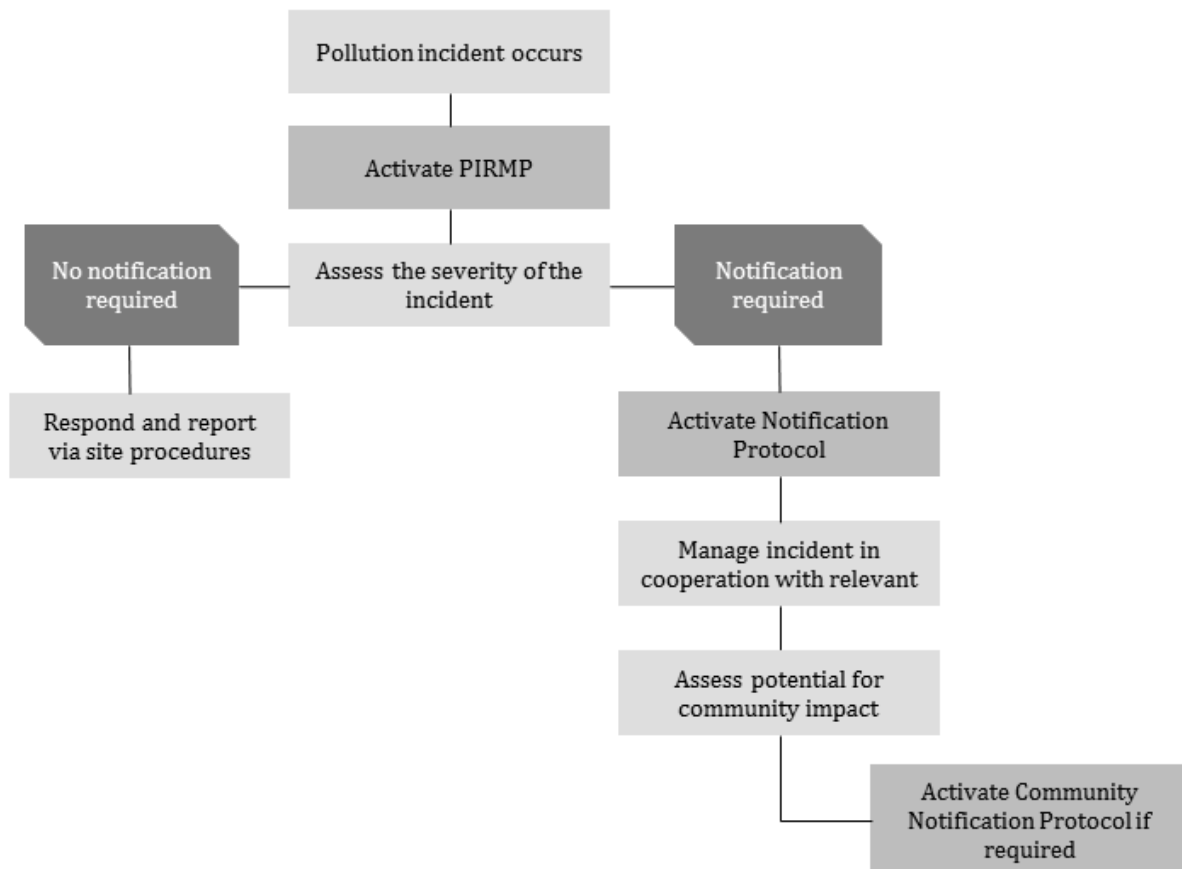 Pollution incident occurs
Activate PIRMP
No notification
required
Assess the severity of the
incident
Notification
required
Respond and report
via site procedures
Activate Notification
Protocol
Manage incident in
cooperation with relevant
Assess potential for
community impact
Activate Community
Notification Protocol if
required